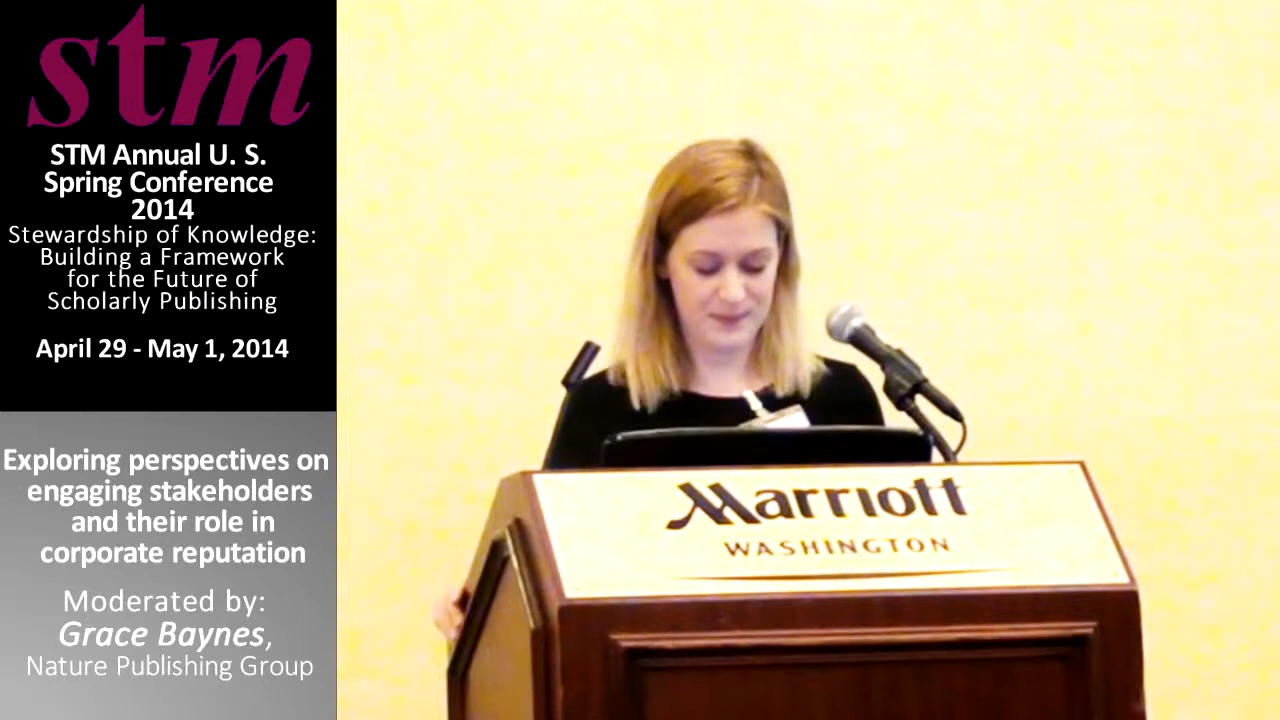 stm
STM Annual U. S.
Spring Conference
2014
Stewardship of Knowledge:
Building a Framework
for the Future of
Scholarly Publishing
April 29 - May 1, 2014
Exploring perspectives on
engaging stakeholders
and their role in
corporate reputation
Moderated by:
Grace Baynes,
Nature Publishing Group
Marriott
WASHINGTON